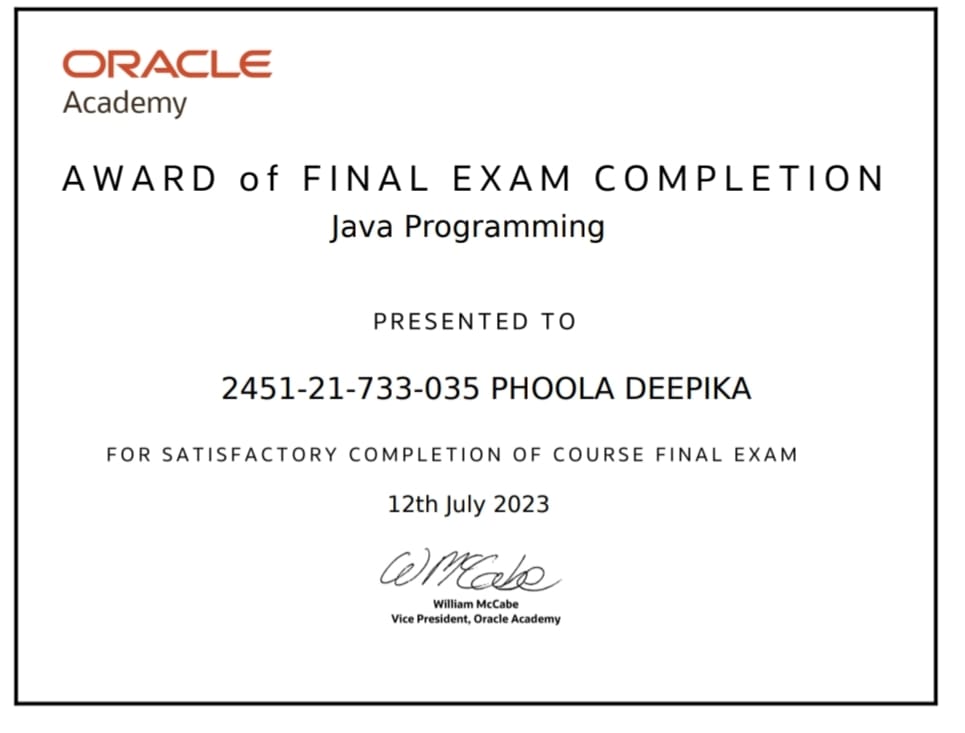 ORACLE
Academy
AWARD of FINAL EXAM COMPLETION
Java Programming
PRESENTED TO
2451-21-733-035 PHOOLA DEEPIKA
FOR SATISFACTORY COMPLETION OF COURSE FINAL EXAM
12th July 2023
W McCabe
William McCabe
Vice President, Oracle Academy